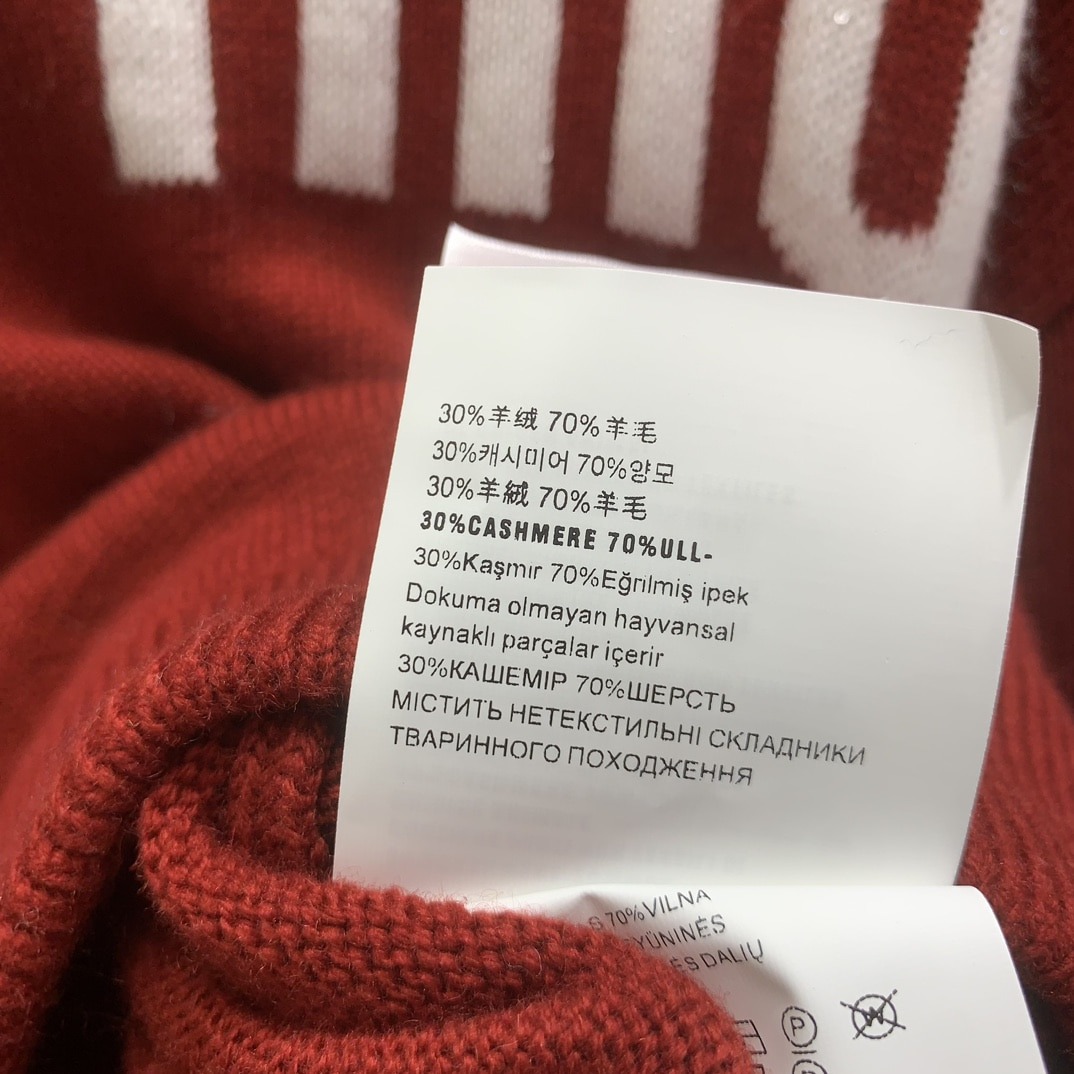 30%羊绒 70%羊毛
30%캐시미어 70%양모
30%羊絨 70%羊毛
30%CASHMERE 70%ULL-
30%Kaşmır 70%Eğrılmiş ipek
Dokuma olmayan hayvansal
kaynaklı parçalar içerir
30%КАШЕМІР 70%ШЕРСТЬ
МІСТИТЬ НЕТЕКСТИЛЬНІ СКЛАДНИКИ
ТВАРИННОГО ПОХОДЖЕННЯ
70%VILNA
DALIŲ
P
W